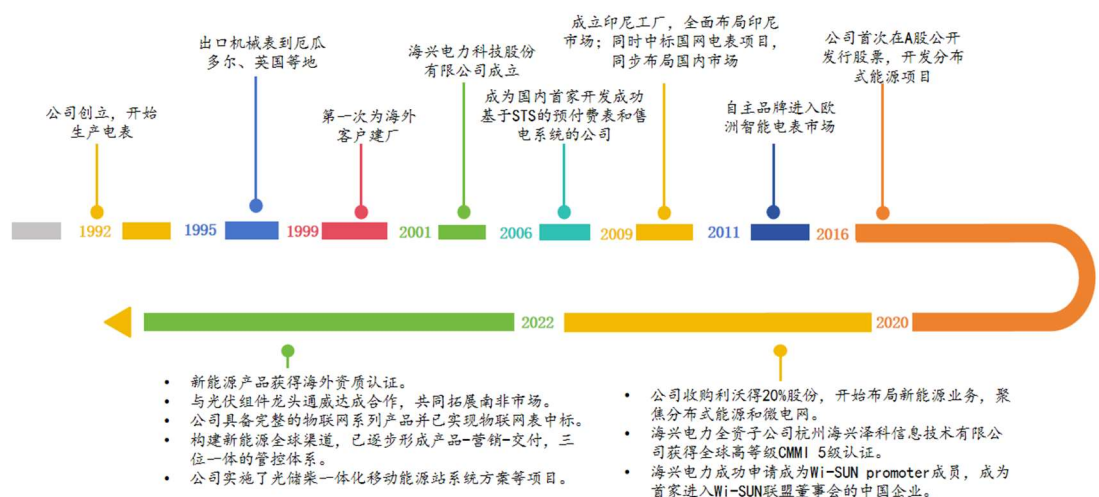 公司创立，开始
生产电表
出口机械表到厄瓜
多尔、英国等地
第一次为海外
客户建厂
海兴电力科技股份
有限公司成立
成为国内首家开发成功
基于STS的预付费表和售
电系统的公司
成立印尼工厂，全面布局印尼
市场；同时中标国网电表项目，
同步布局国内市场
自主品牌进入欧
洲智能电表市场
公司首次在A股公开
发行股票，开发分布
式能源项目
1992
1995
1999
2001
2006
2009
2011
2016
2022
2020
• 新能源产品获得海外资质认证。
• 与光伏组件龙头通威达成合作，共同拓展南非市场。
• 公司具备完整的物联网系列产品并已实现物联网表中标。
• 构建新能源全球渠道，已逐步形成产品-营销-交付，三
位一体的管控体系。
• 公司实施了光储柴一体化移动能源站系统方案等项目。
• 公司收购利沃得20%股份，开始布局新能源业务，聚
焦分布式能源和微电网。
• 海兴电力全资子公司杭州海兴泽科信息技术有限公
司获得全球高等级CMMI 5级认证。
• 海兴电力成功申请成为Wi-SUN promoter成员，成为
首家进入Wi-SUN联盟董事会的中国企业。